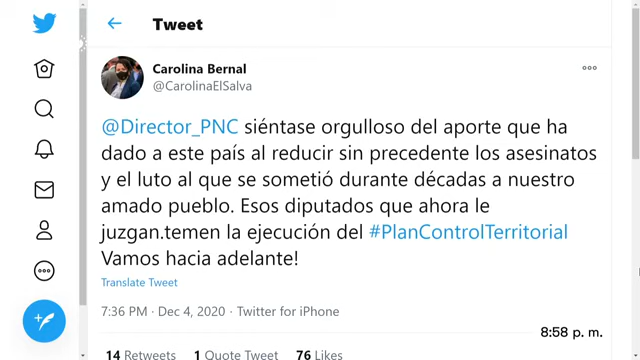 Tweet
Carolina Bernal
@CarolinaElSalva
@Director_PNC siéntase orgulloso del aporte que ha
dado a este país al reducir sin precedente los asesinatos
y el luto al que se sometió durante décadas a nuestro
amado pueblo. Esos diputados que ahora le
juzgan.temen la ejecución del #PlanControlTerritorial
Vamos hacia adelante!
Translate Tweet
7:36 PM · Dec 4, 2020 · Twitter for iPhone
8:58 p. m.
14 Retweets 1 Quote Tweet 76 Likes